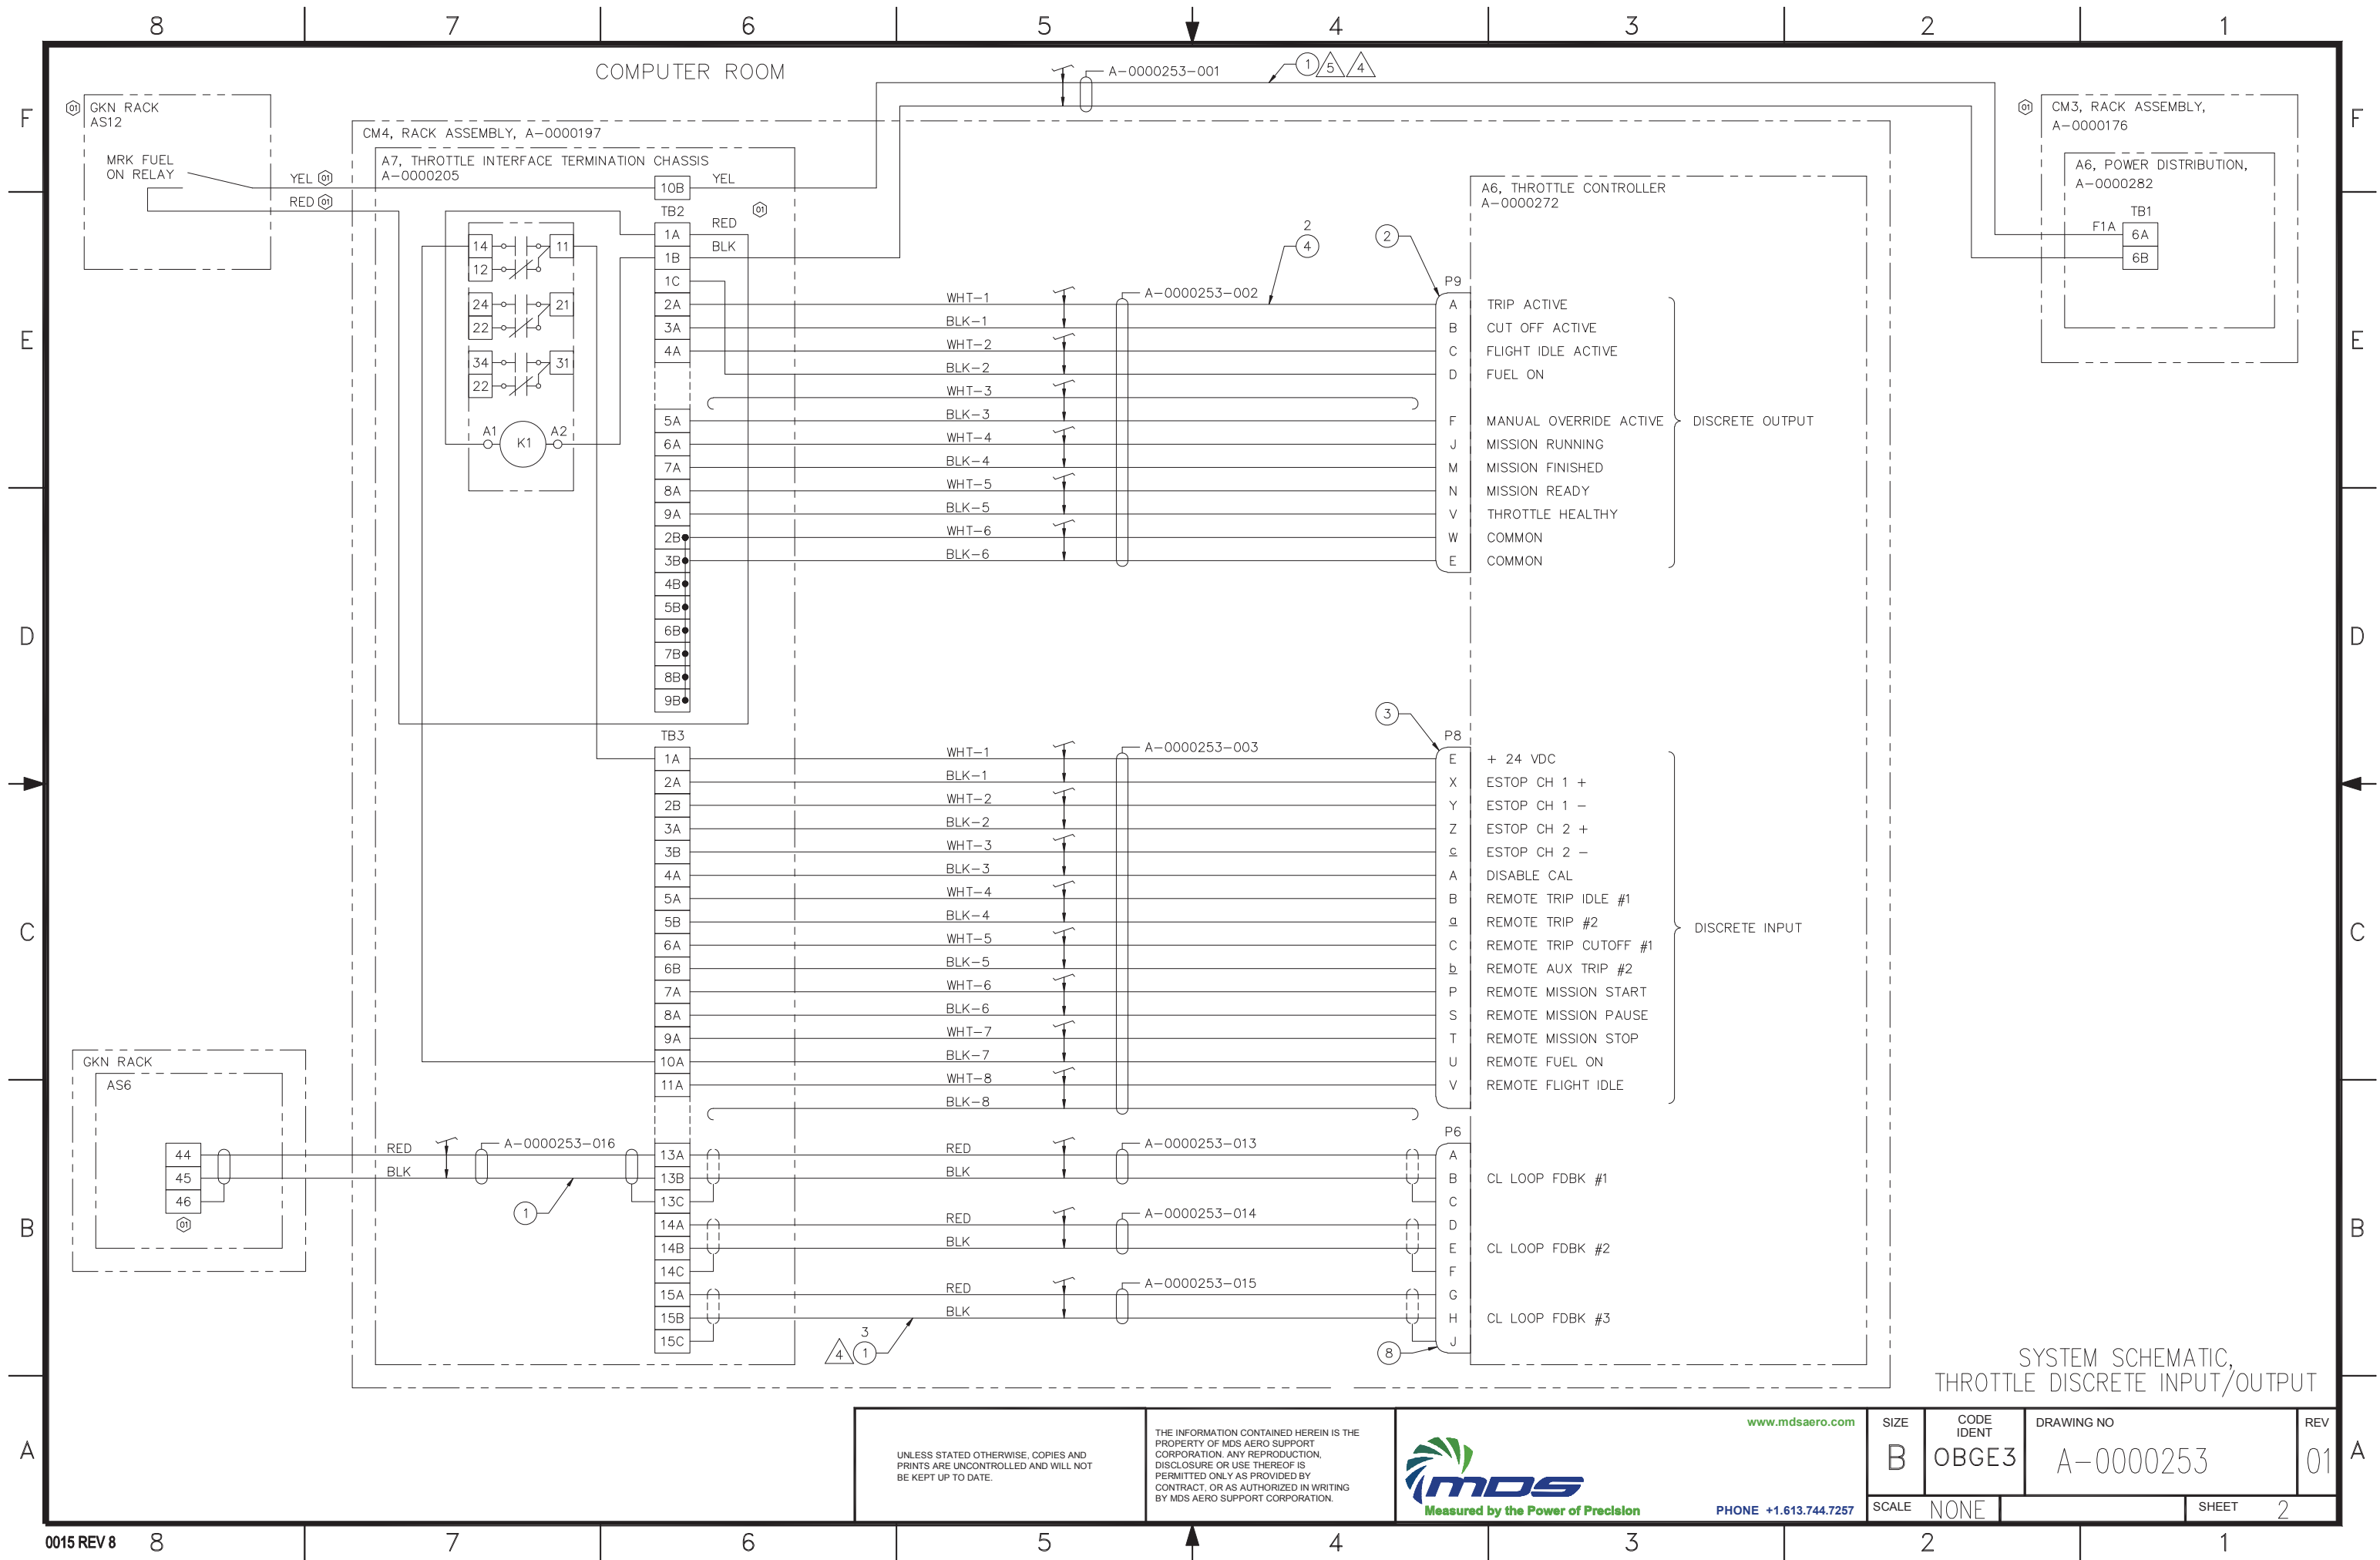 8 7 6 5 4 3 2 1
F
E
D
C
B
A
COMPUTER ROOM
A-0000253-001
1 5 4
01 GKN RACK
AS12
MRK FUEL
ON RELAY
YEL 01
RED 01
CM4, RACK ASSEMBLY, A-0000197
A7, THROTTLE INTERFACE TERMINATION CHASSIS
A-0000205
10B YEL
TB2 01
1A RED
1B BLK
1C
2A
3A
4A
5A
6A
7A
8A
9A
2B
3B
4B
5B
6B
7B
8B
9B
14 11
12
24 21
22
34 31
22
A1 K1 A2
WHT-1
BLK-1
WHT-2
BLK-2
WHT-3
BLK-3
WHT-4
BLK-4
WHT-5
BLK-5
WHT-6
BLK-6
A-0000253-002
2
4
2
A6, THROTTLE CONTROLLER
A-0000272
P9
A TRIP ACTIVE
B CUT OFF ACTIVE
C FLIGHT IDLE ACTIVE
D FUEL ON
F MANUAL OVERRIDE ACTIVE
J MISSION RUNNING
M MISSION FINISHED
N MISSION READY
V THROTTLE HEALTHY
W COMMON
E COMMON
DISCRETE OUTPUT
01 CM3, RACK ASSEMBLY,
A-0000176
A6, POWER DISTRIBUTION,
A-0000282
TB1
F1A 6A
6B
TB3
1A
2A
2B
3A
3B
4A
5A
5B
6A
6B
7A
8A
9A
10A
11A
13A
13B
13C
14A
14B
14C
15A
15B
15C
WHT-1
BLK-1
WHT-2
BLK-2
WHT-3
BLK-3
WHT-4
BLK-4
WHT-5
BLK-5
WHT-6
BLK-6
WHT-7
BLK-7
WHT-8
BLK-8
A-0000253-003
3
P8
E + 24 VDC
X ESTOP CH 1 +
Y ESTOP CH 1 -
Z ESTOP CH 2 +
c ESTOP CH 2 -
A DISABLE CAL
B REMOTE TRIP IDLE #1
a REMOTE TRIP #2
C REMOTE TRIP CUTOFF #1
b REMOTE AUX TRIP #2
P REMOTE MISSION START
S REMOTE MISSION PAUSE
T REMOTE MISSION STOP
U REMOTE FUEL ON
V REMOTE FLIGHT IDLE
DISCRETE INPUT
GKN RACK
AS6
44
45
46
01
RED
BLK
A-0000253-016
1
RED
BLK
A-0000253-013
RED
BLK
A-0000253-014
RED
BLK
A-0000253-015
3
4 1
8
P6
A
B CL LOOP FDBK #1
C
D
E CL LOOP FDBK #2
F
G
H CL LOOP FDBK #3
J
SYSTEM SCHEMATIC,
THROTTLE DISCRETE INPUT/OUTPUT
UNLESS STATED OTHERWISE, COPIES AND
PRINTS ARE UNCONTROLLED AND WILL NOT
BE KEPT UP TO DATE.
THE INFORMATION CONTAINED HEREIN IS THE
PROPERTY OF MDS AERO SUPPORT
CORPORATION. ANY REPRODUCTION,
DISCLOSURE OR USE THEREOF IS
PERMITTED ONLY AS PROVIDED BY
CONTRACT, OR AS AUTHORIZED IN WRITING
BY MDS AERO SUPPORT CORPORATION.
www.mdsaero.com
MDS
Measured by the Power of Precision
PHONE +1.613.744.7257
SIZE
B
CODE
IDENT
OBGE3
DRAWING NO
A-0000253
REV
01
SCALE NONE
SHEET 2
F
E
D
C
B
A
0015 REV 8
8 7 6 5 4 3 2 1